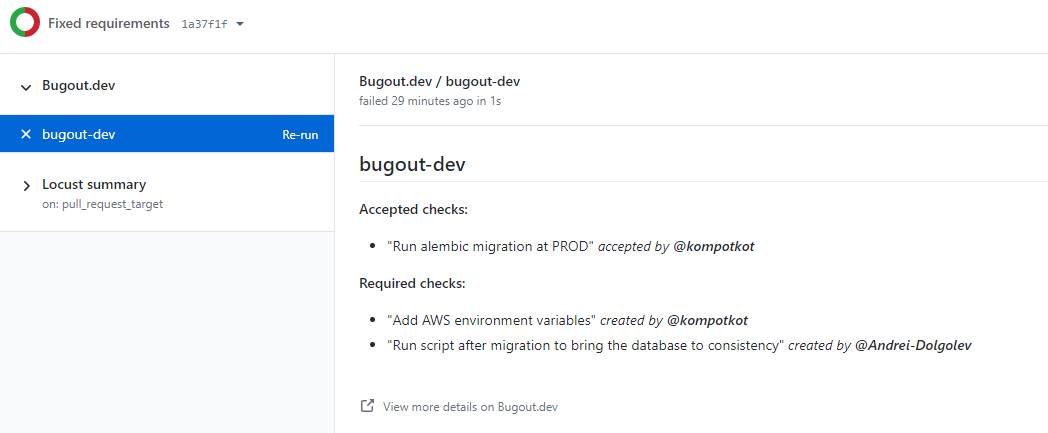 Fixed requirements 1a37f1f
Bugout.dev
bugout-dev Re-run
Locust summary
on: pull_request_target
Bugout.dev / bugout-dev
failed 29 minutes ago in 1s
bugout-dev
Accepted checks:
"Run alembic migration at PROD" accepted by @kompotkot
Required checks:
"Add AWS environment variables" created by @kompotkot
"Run script after migration to bring the database to consistency" created by @Andrei-Dolgolev
View more details on Bugout.dev